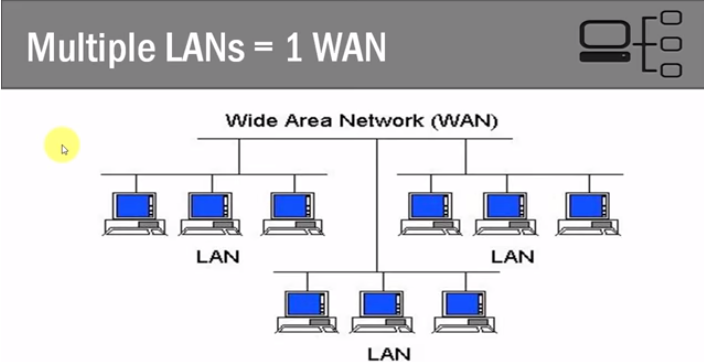 Multiple LANs = 1 WAN
Wide Area Network (WAN)
LAN
LAN
LAN